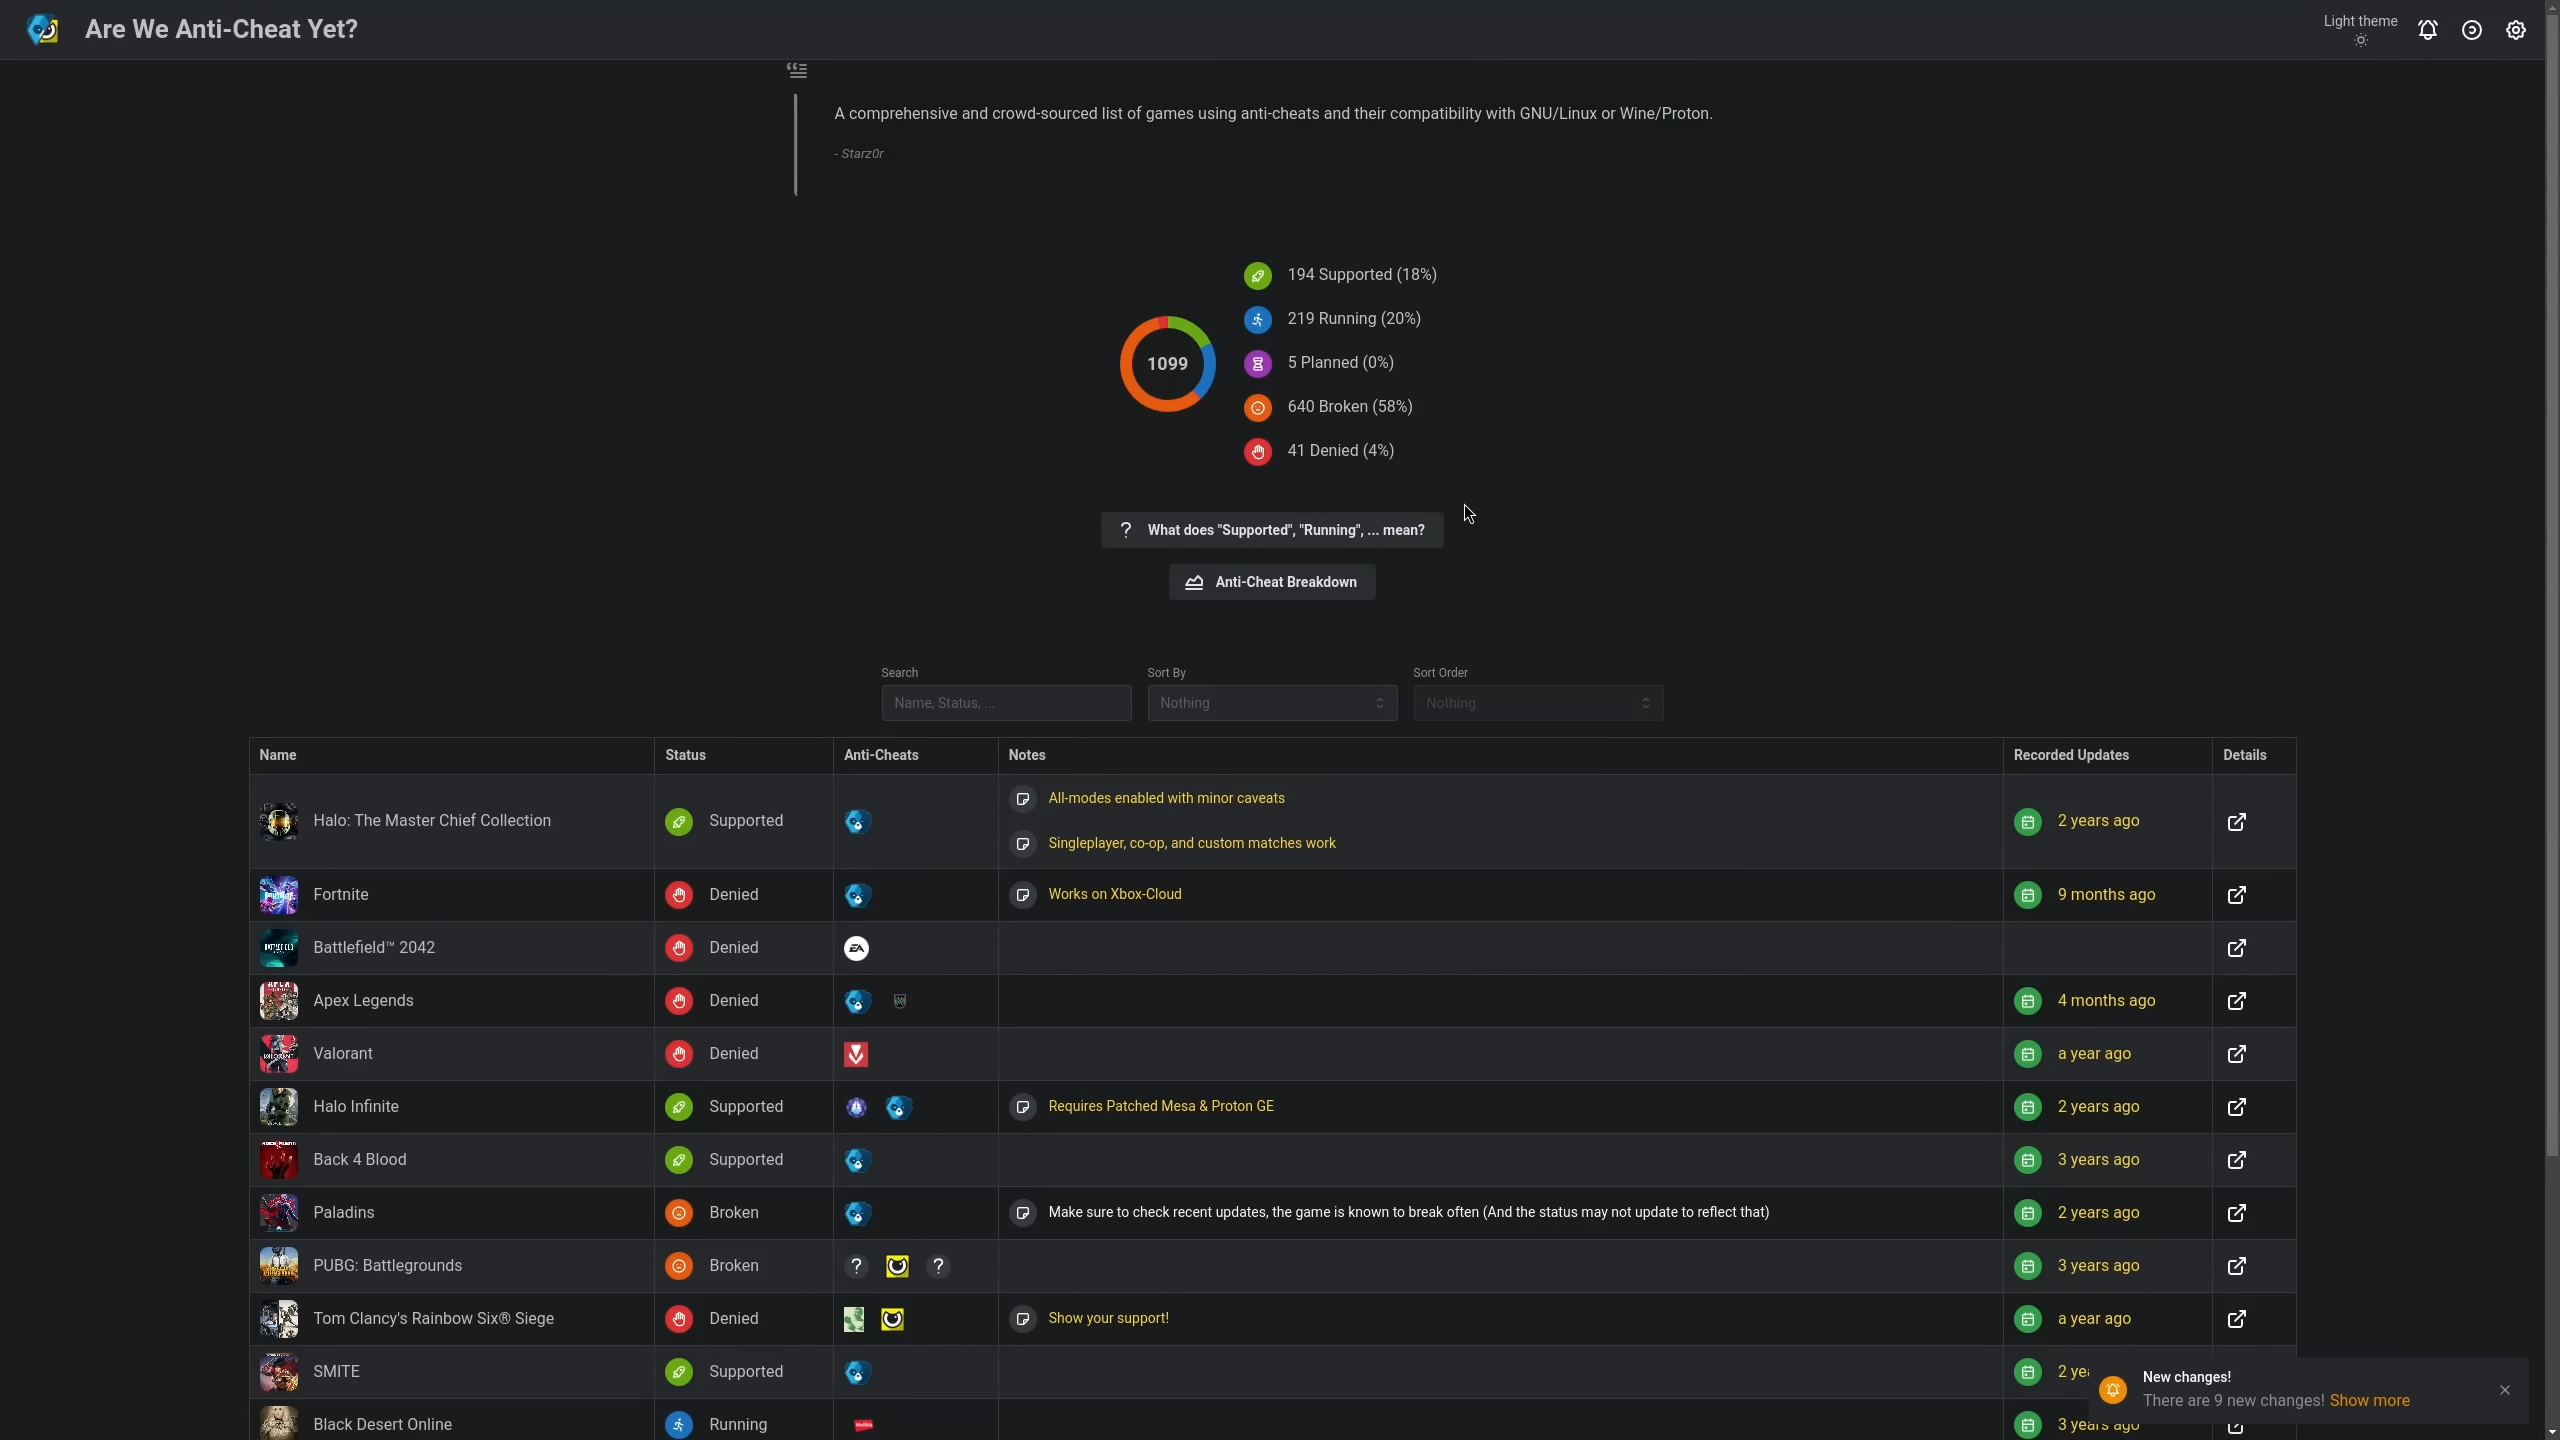 Are We Anti-Cheat Yet?
Light theme
A comprehensive and crowd-sourced list of games using anti-cheats and their compatibility with GNU/Linux or Wine/Proton.
- Starz0r
1099
194 Supported (18%)
219 Running (20%)
5 Planned (0%)
640 Broken (58%)
41 Denied (4%)
What does "Supported", "Running", ... mean?
Anti-Cheat Breakdown
Search Sort By Sort Order
Name, Status, ... Nothing Nothing
Name Status Anti-Cheats Notes Recorded Updates Details
All-modes enabled with minor caveats
Halo: The Master Chief Collection Supported 2 years ago
Singleplayer, co-op, and custom matches work
Fortnite Denied Works on Xbox-Cloud 9 months ago
Battlefield™ 2042 Denied EA
Apex Legends Denied 4 months ago
Valorant Denied a year ago
Halo Infinite Supported Requires Patched Mesa & Proton GE 2 years ago
Back 4 Blood Supported 3 years ago
Paladins Broken Make sure to check recent updates, the game is known to break often (And the status may not update to reflect that) 2 years ago
PUBG: Battlegrounds Broken ? ? 3 years ago
Tom Clancy's Rainbow Six® Siege Denied Show your support! a year ago
SMITE Supported 2 yea
New changes!
There are 9 new changes! Show more
Black Desert Online Running 3 years ago